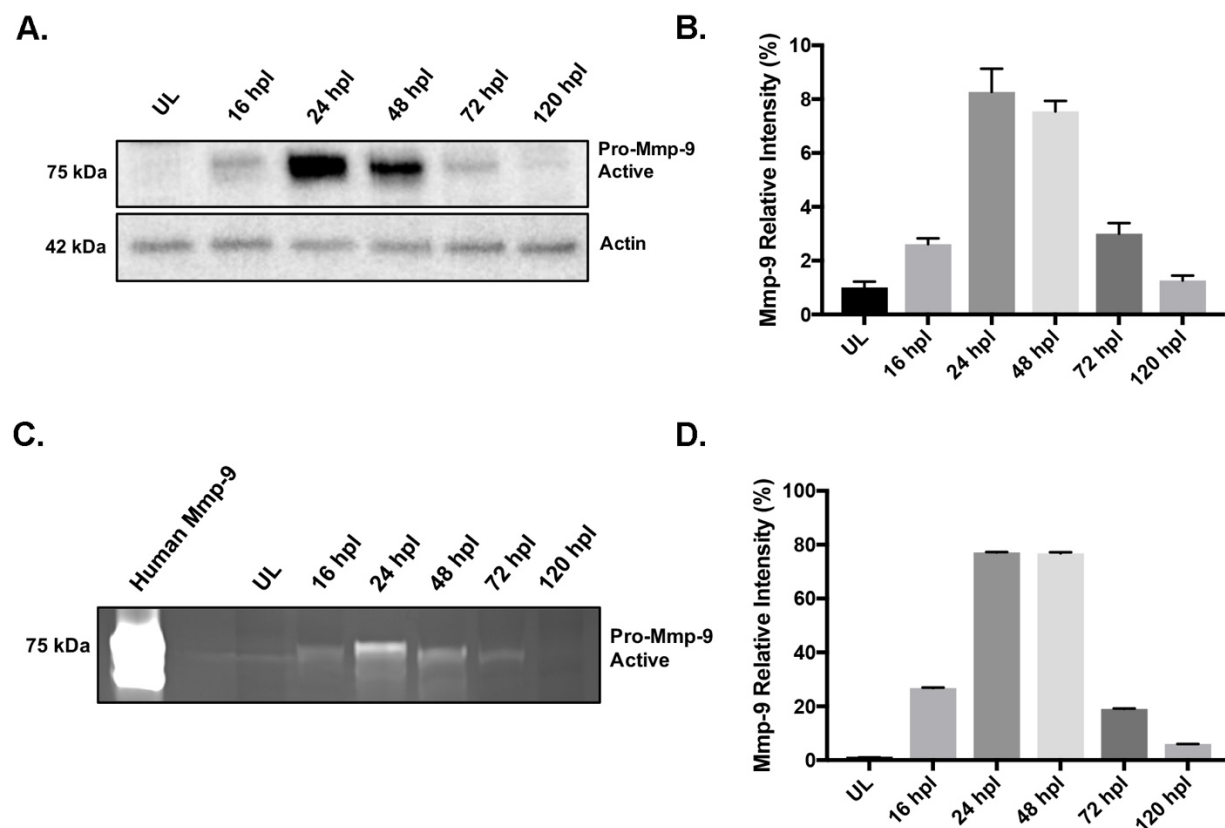 A.
UL
16 hpl
24 hpl
48 hpl
72 hpl
120 hpl
75 kDa
Pro-Mmp-9
Active
42 kDa
Actin
B.
Mmp-9 Relative Intensity (%)
10
8
6
4
2
0
UL
16 hpl
24 hpl
48 hpl
72 hpl
120 hpl
C.
Human Mmp-9
UL
16 hpl
24 hpl
48 hpl
72 hpl
120 hpl
75 kDa
Pro-Mmp-9
Active
D.
Mmp-9 Relative Intensity (%)
100
80
60
40
20
0
UL
16 hpl
24 hpl
48 hpl
72 hpl
120 hpl